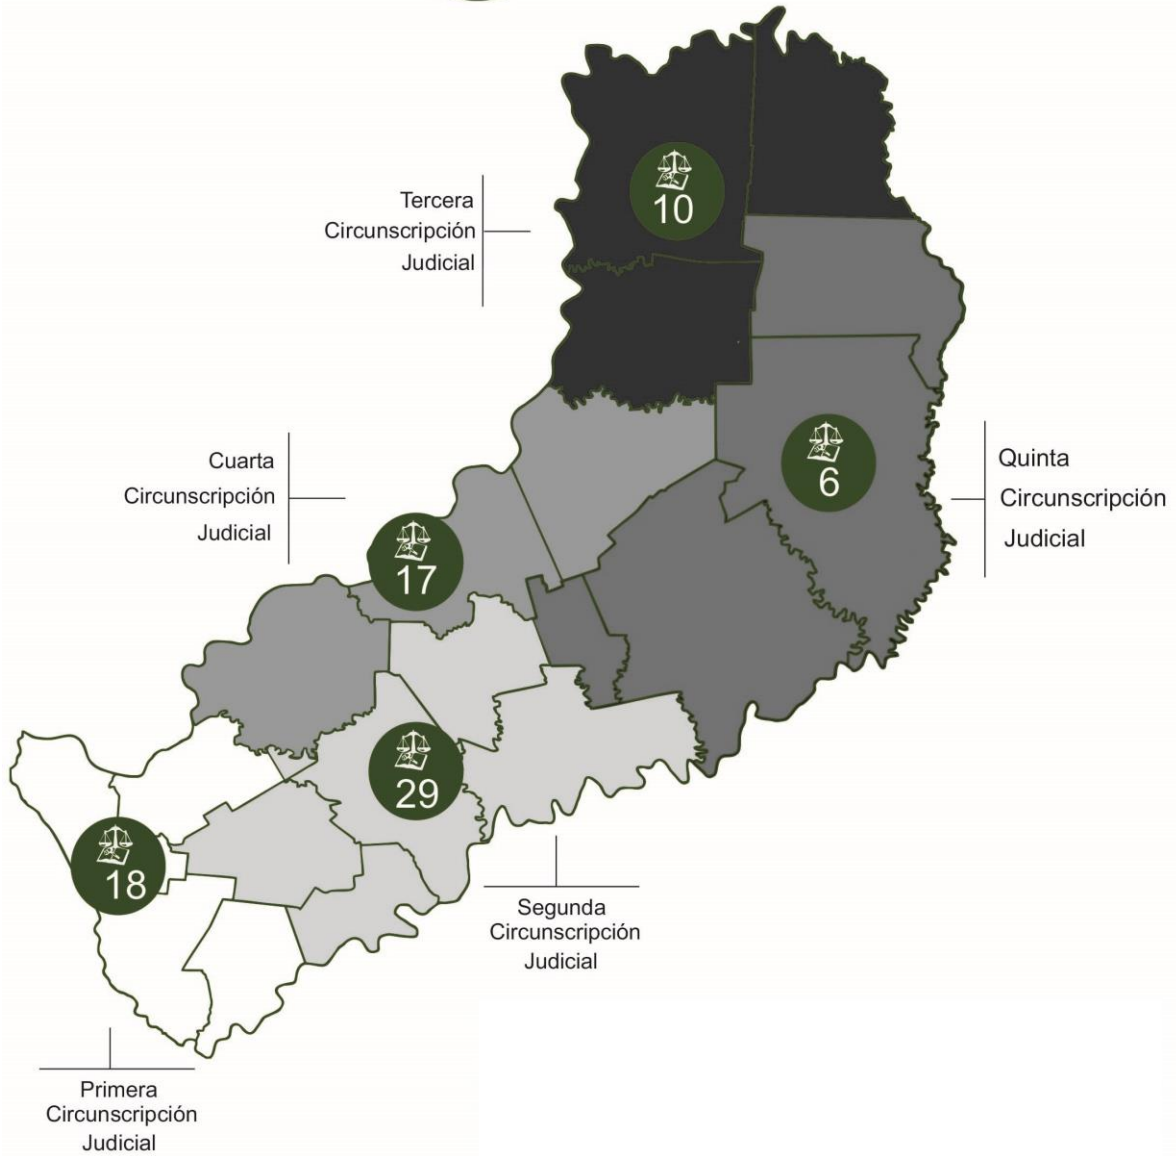 10
Tercera
Circunscripción
Judicial
Cuarta
Circunscripción
Judicial
6
Quinta
Circunscripción
Judicial
17
29
18
Segunda
Circunscripción
Judicial
Primera
Circunscripción
Judicial